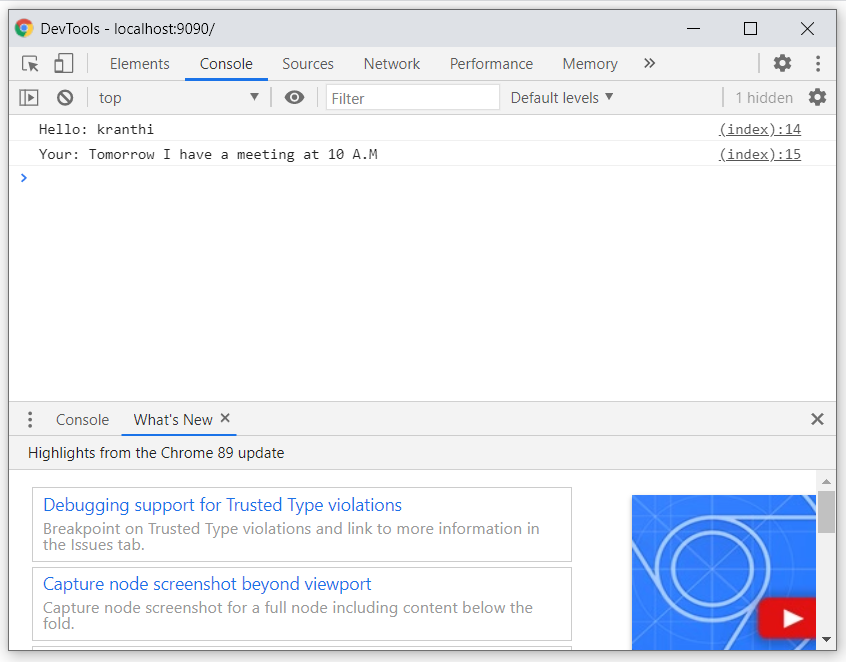 DevTools - localhost:9090/
Elements Console Sources Network Performance Memory
top Filter Default levels 1 hidden
Hello: kranthi (index):14
Your: Tomorrow I have a meeting at 10 A.M (index):15
Console What's New
Highlights from the Chrome 89 update
Debugging support for Trusted Type violations
Breakpoint on Trusted Type violations and link to more information in
the Issues tab.
Capture node screenshot beyond viewport
Capture node screenshot for a full node including content below the
fold.